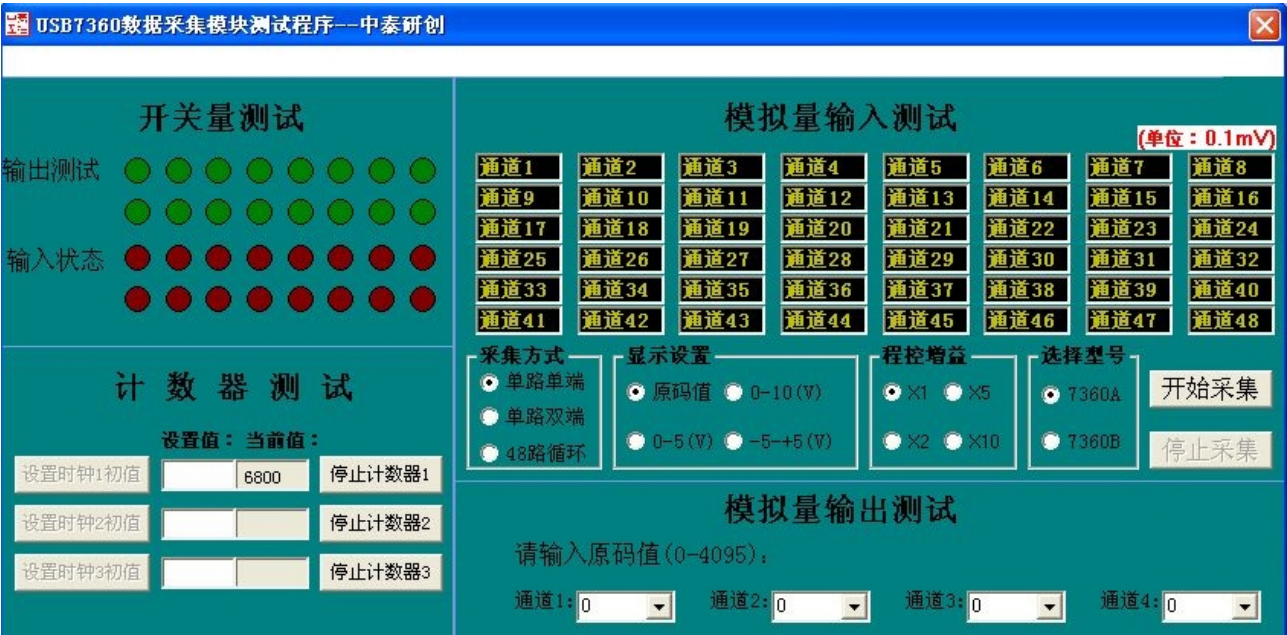 USB7360数据采集模块测试程序--中泰研创
开关量测试
输出测试
输入状态
计数器测试
设置值： 当前值：
设置时钟1初值 6800 停止计数器1
设置时钟2初值 停止计数器2
设置时钟3初值 停止计数器3
模拟量输入测试
(单位：0.1mV)
通道1 通道2 通道3 通道4 通道5 通道6 通道7 通道8
通道9 通道10 通道11 通道12 通道13 通道14 通道15 通道16
通道17 通道18 通道19 通道20 通道21 通道22 通道23 通道24
通道25 通道26 通道27 通道28 通道29 通道30 通道31 通道32
通道33 通道34 通道35 通道36 通道37 通道38 通道39 通道40
通道41 通道42 通道43 通道44 通道45 通道46 通道47 通道48
采集方式
单路单端
单路双端
48路循环
显示设置
原码值 0-10(V)
0-5(V) -5-+5(V)
程控增益
X1 X5
X2 X10
选择型号
7360A
7360B
开始采集
停止采集
模拟量输出测试
请输入原码值(0-4095)：
通道1: 0 通道2: 0 通道3: 0 通道4: 0